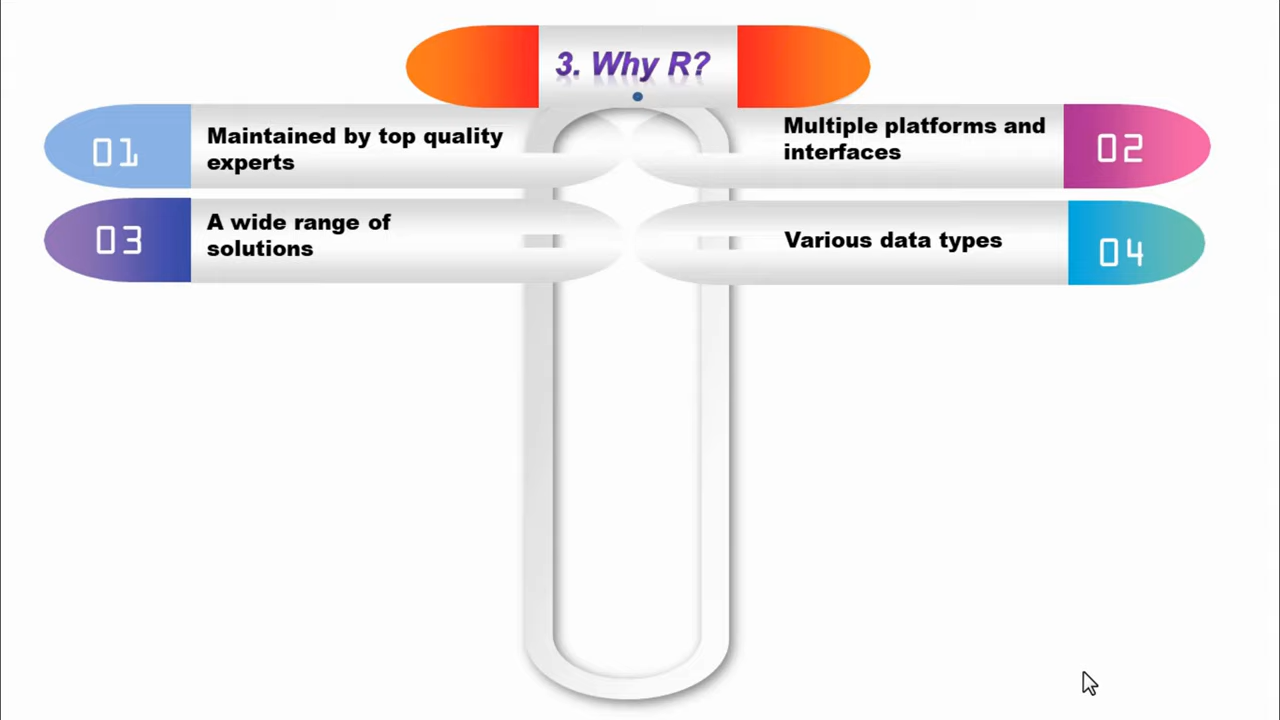 3. Why R?
01
Maintained by top quality
experts
Multiple platforms and
interfaces
02
03
A wide range of
solutions
Various data types
04